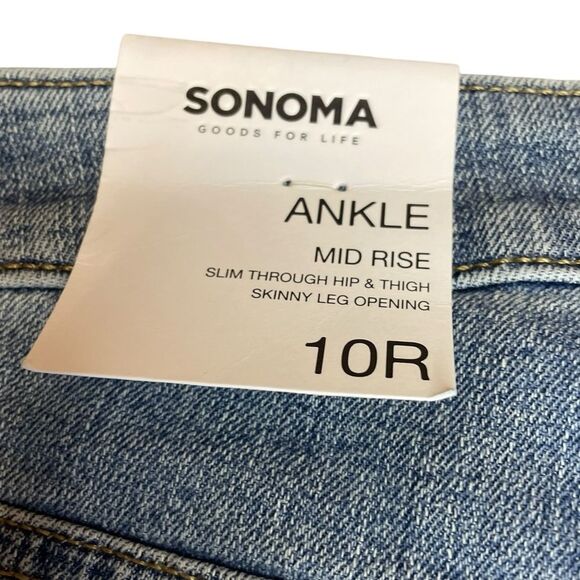 SONOMA
GOODS FOR LIFE
ANKLE
MID RISE
SLIM THROUGH HIP & THIGH
SKINNY LEG OPENING
10R